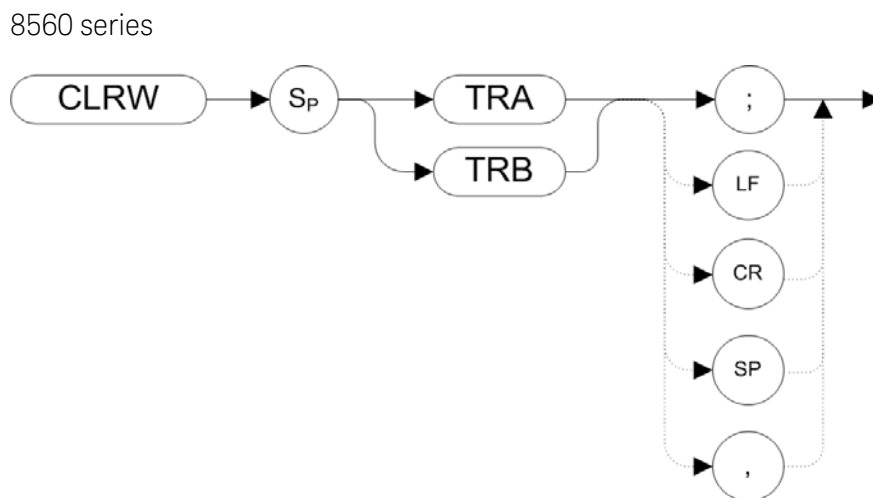 8560 series
CLRW SP TRA ;
TRB LF
CR
SP
,